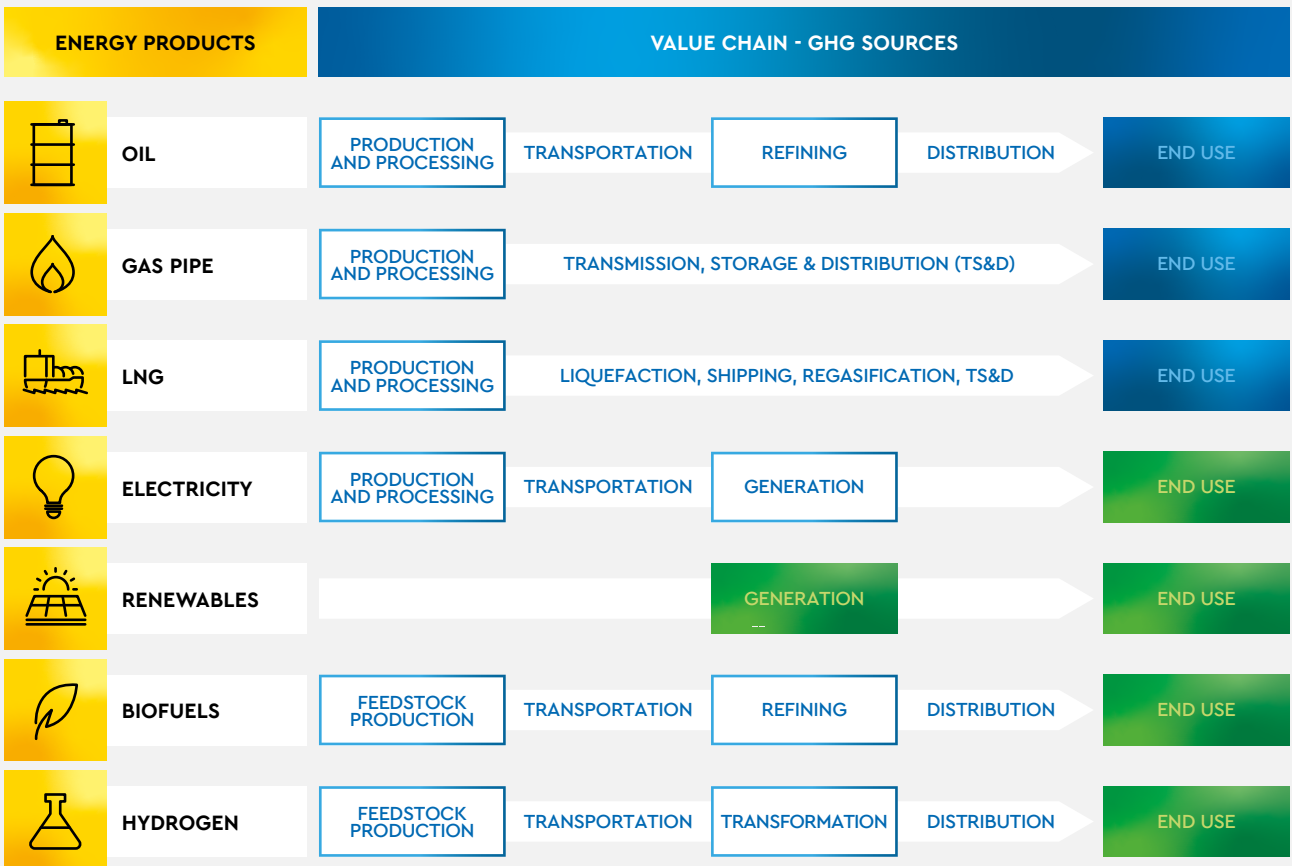 ENERGY PRODUCTS
VALUE CHAIN - GHG SOURCES
OIL
PRODUCTION
AND PROCESSING
TRANSPORTATION
REFINING
DISTRIBUTION
END USE
GAS PIPE
PRODUCTION
AND PROCESSING
TRANSMISSION, STORAGE & DISTRIBUTION (TS&D)
END USE
LNG
PRODUCTION
AND PROCESSING
LIQUEFACTION, SHIPPING, REGASIFICATION, TS&D
END USE
ELECTRICITY
PRODUCTION
AND PROCESSING
TRANSPORTATION
GENERATION
END USE
RENEWABLES
GENERATION
__
END USE
BIOFUELS
FEEDSTOCK
PRODUCTION
TRANSPORTATION
REFINING
DISTRIBUTION
END USE
HYDROGEN
FEEDSTOCK
PRODUCTION
TRANSPORTATION
TRANSFORMATION
DISTRIBUTION
END USE